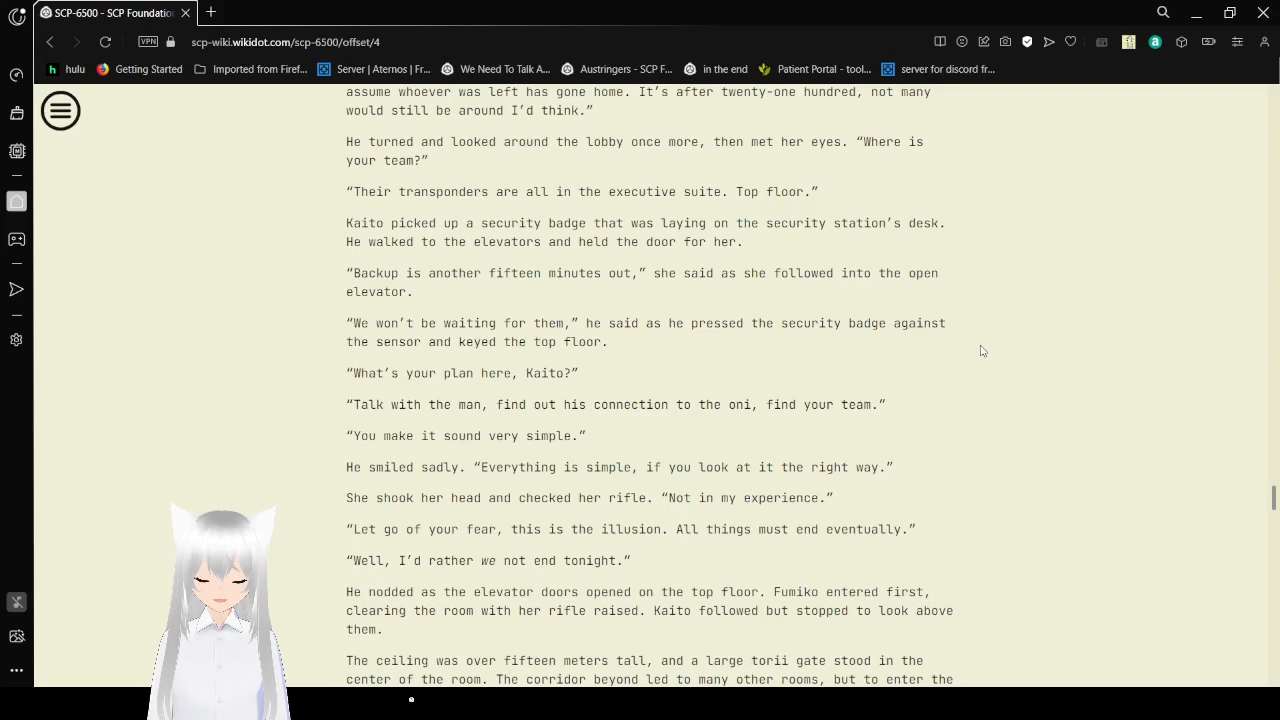 SCP-6500 - SCP Foundatio
scp-wiki.wikidot.com/scp-6500/offset/4
VPN
hulu
Getting Started
Imported from Firef...
Server | Aternos | Fr...
We Need To Talk A...
Austringers - SCP F...
in the end
Patient Portal - tool...
server for discord fr...
assume whoever was left has gone home. It’s after twenty-one hundred, not many
would still be around I’d think.”
He turned and looked around the lobby once more, then met her eyes. “Where is
your team?”
“Their transponders are all in the executive suite. Top floor.”
Kaito picked up a security badge that was laying on the security station’s desk.
He walked to the elevators and held the door for her.
“Backup is another fifteen minutes out,” she said as she followed into the open
elevator.
“We won’t be waiting for them,” he said as he pressed the security badge against
the sensor and keyed the top floor.
“What’s your plan here, Kaito?”
“Talk with the man, find out his connection to the oni, find your team.”
“You make it sound very simple.”
He smiled sadly. “Everything is simple, if you look at it the right way.”
She shook her head and checked her rifle. “Not in my experience.”
“Let go of your fear, this is the illusion. All things must end eventually.”
“Well, I’d rather we not end tonight.”
He nodded as the elevator doors opened on the top floor. Fumiko entered first,
clearing the room with her rifle raised. Kaito followed but stopped to look above
them.
The ceiling was over fifteen meters tall, and a large torii gate stood in the
center of the room. The corridor beyond led to many other rooms, but to enter the